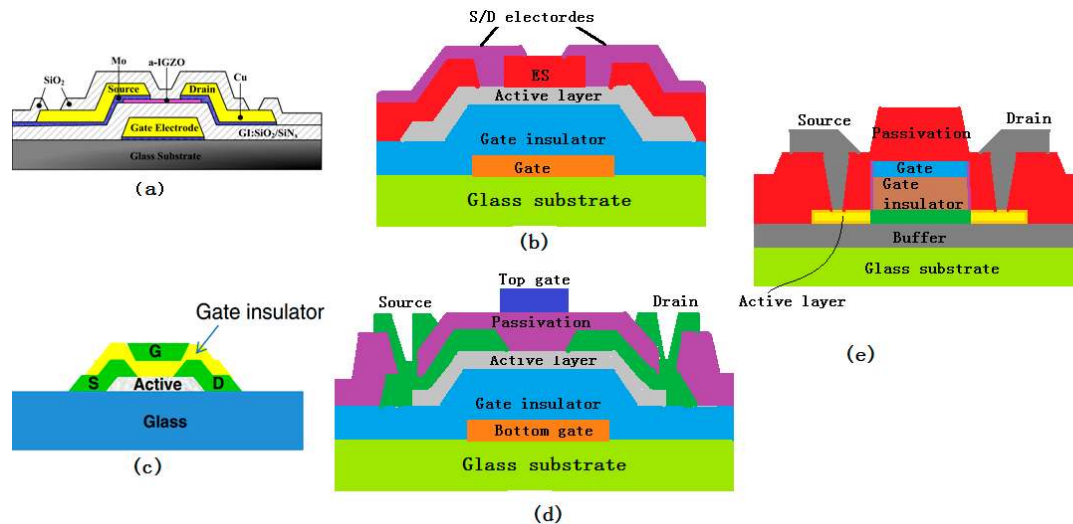 Mo
a-IGZO
SiO2
Source
Drain
Cu
Gate Electrode
GI:SiO2/SiNx
Glass Substrate
(a)
S/D electordes
ES
Active layer
Gate insulator
Gate
Glass substrate
(b)
Gate insulator
G
S
Active
D
Glass
(c)
Top gate
Source
Drain
Passivation
Active layer
Gate insulator
Bottom gate
Glass substrate
(d)
Source
Drain
Passivation
Gate
Gate
insulator
Buffer
Glass substrate
Active layer
(e)